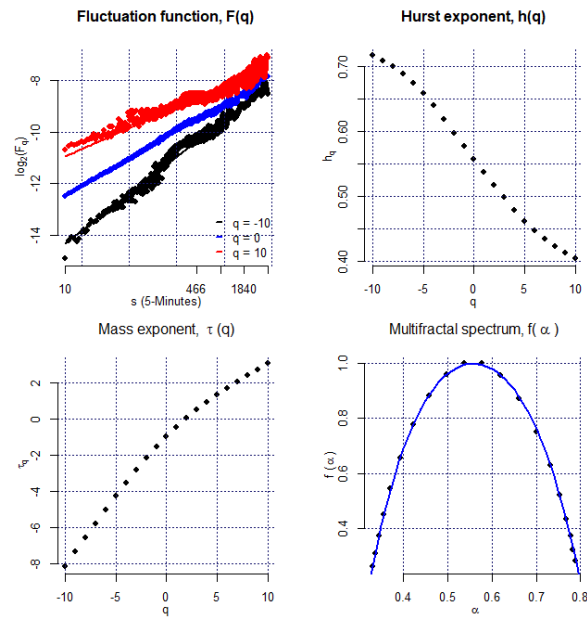 Fluctuation function, F(q)
log2(Fq)
-8
-10
-12
-14
q = -10
q = 0
q = 10
10
466
1840
s (5-Minutes)
Hurst exponent, h(q)
hq
0.70
0.60
0.50
0.40
-10 -5 0 5 10
q
Mass exponent, τ (q)
τq
2
0
-2
-4
-6
-8
-10 -5 0 5 10
q
Multifractal spectrum, f( α )
f (α)
1.0
0.8
0.6
0.4
0.4 0.5 0.6 0.7 0.8
α